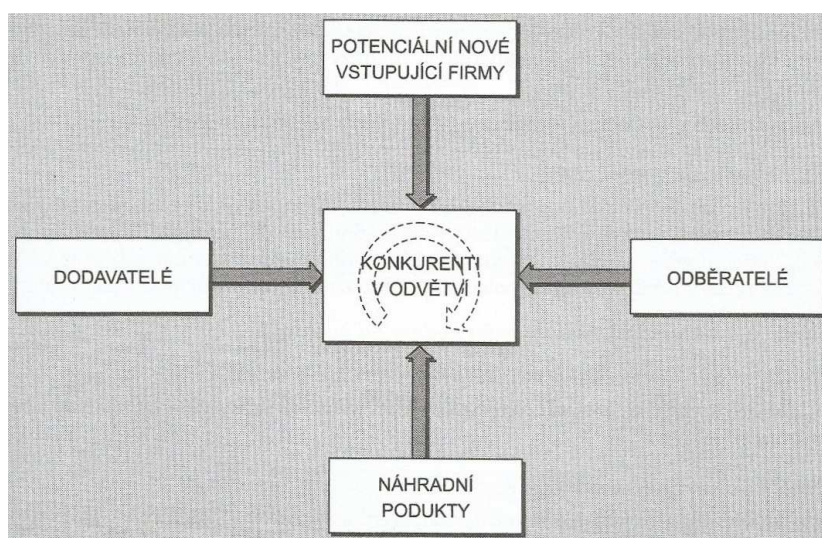 POTENCIÁLNÍ NOVÉ
VSTUPUJÍCÍ FIRMY
DODAVATELÉ
KONKURENTI
V ODVĚTVÍ
ODBĚRATELÉ
NÁHRADNÍ
PODUKTY